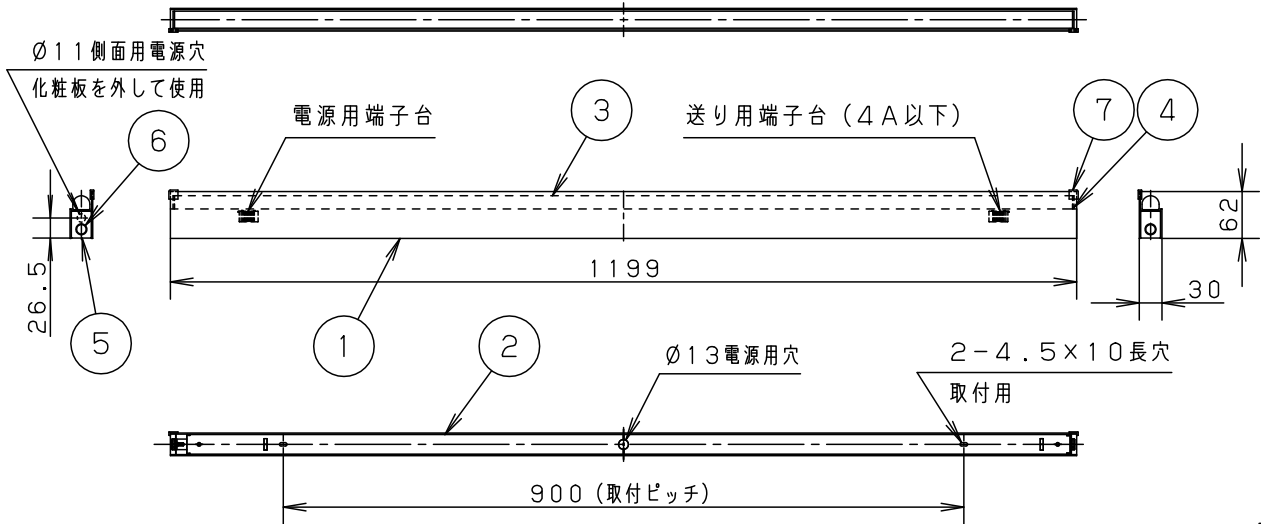 Ø11側面用電源穴
化粧板を外して使用
電源用端子台
3
送り用端子台(4A以下)
7
4
6
62
26.5
1199
30
5
1
2
Ø13電源用穴
2-4.5×10長穴
取付用
900(取付ピッチ)